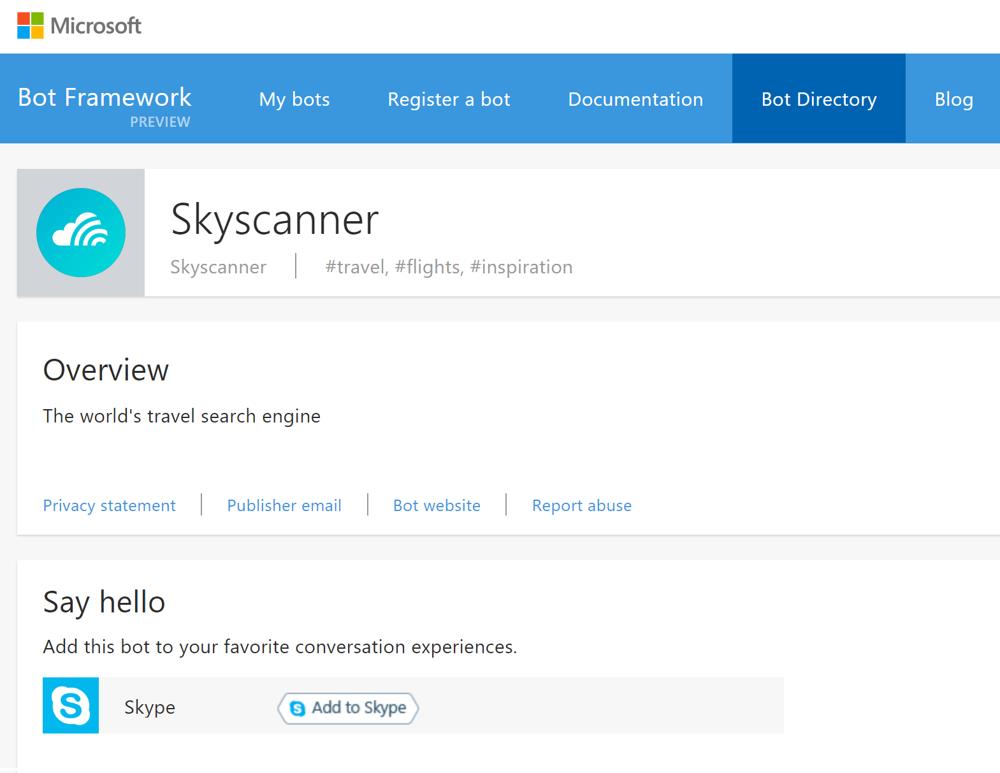 Microsoft
Bot Framework My bots Register a bot Documentation Bot Directory Blog
PREVIEW
Skyscanner
Skyscanner #travel, #flights, #inspiration
Overview
The world's travel search engine
Privacy statement Publisher email Bot website Report abuse
Say hello
Add this bot to your favorite conversation experiences.
Skype Add to Skype